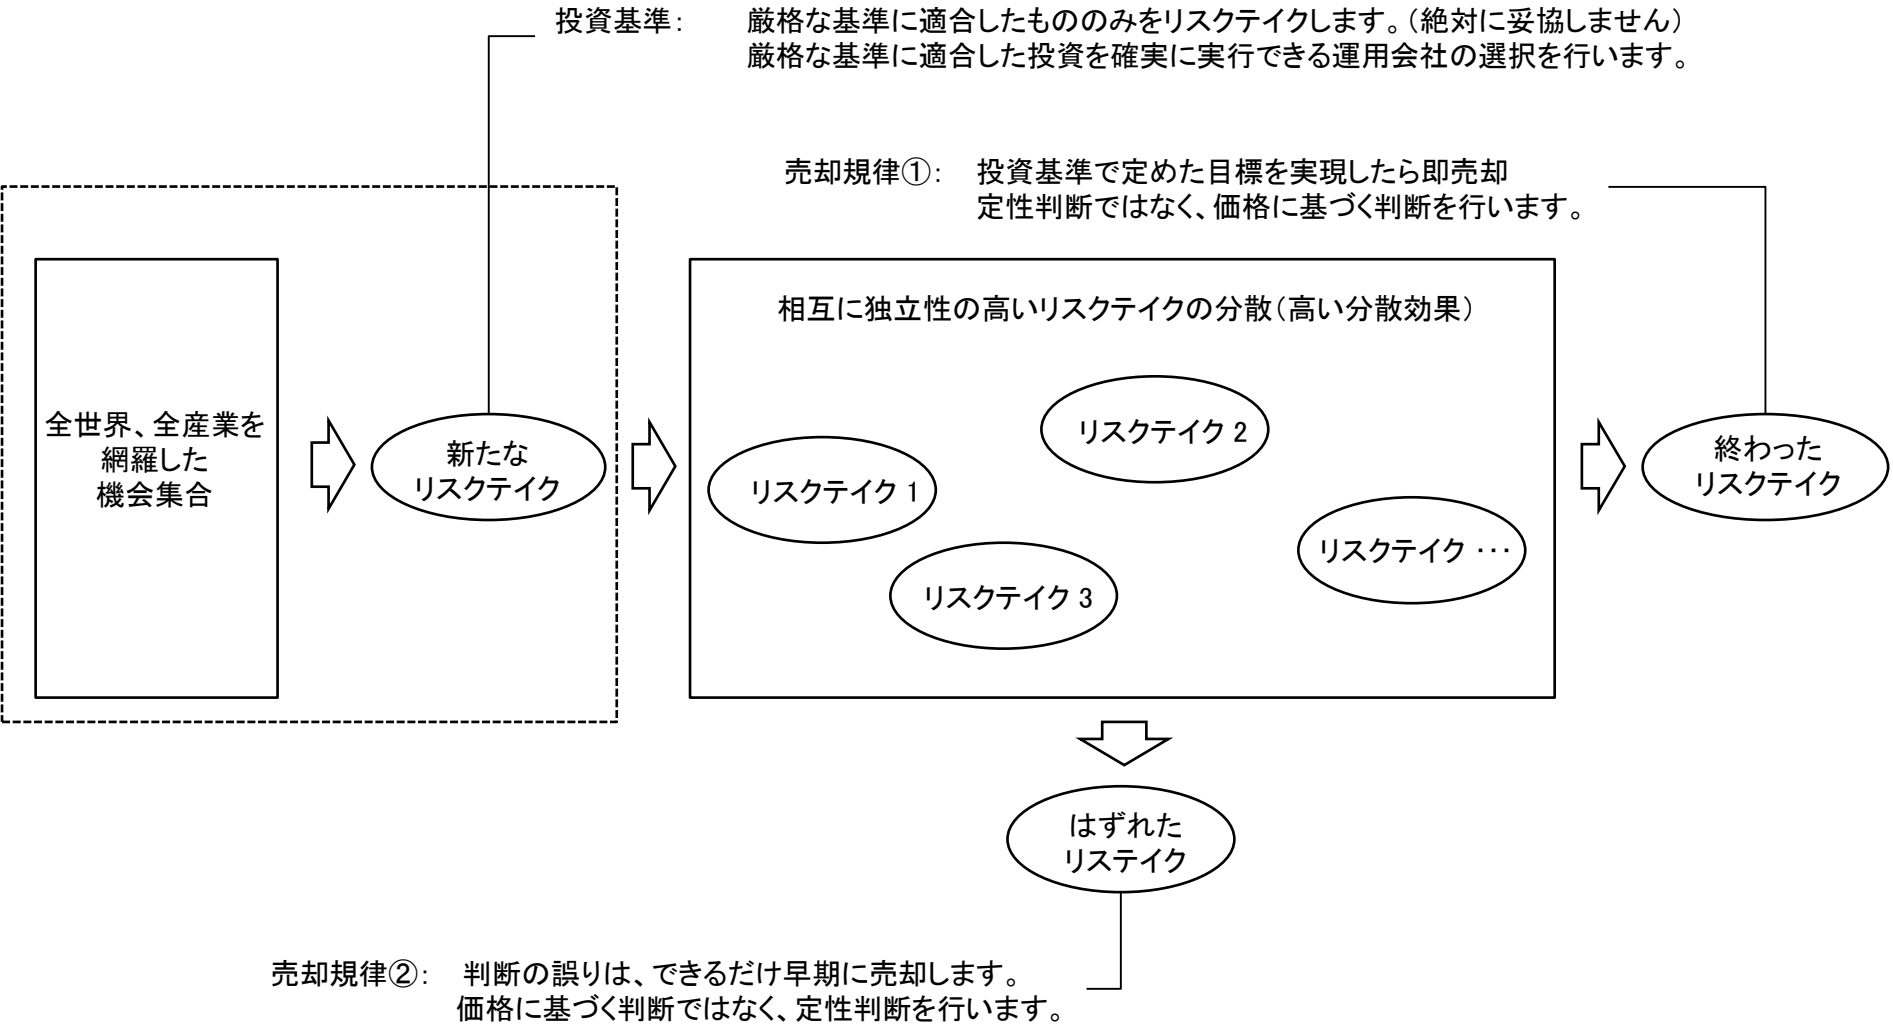 投資基準： 厳格な基準に適合したもののみをリスクテイクします。（絶対に妥協しません）
厳格な基準に適合した投資を確実に実行できる運用会社の選択を行います。
売却規律①： 投資基準で定めた目標を実現したら即売却
定性判断ではなく、価格に基づく判断を行います。
全世界、全産業を
網羅した
機会集合
新たな
リスクテイク
相互に独立性の高いリスクテイクの分散（高い分散効果）
リスクテイク 1
リスクテイク 2
リスクテイク 3
リスクテイク ･･･
終わった
リスクテイク
はずれた
リステイク
売却規律②： 判断の誤りは、できるだけ早期に売却します。
価格に基づく判断ではなく、定性判断を行います。